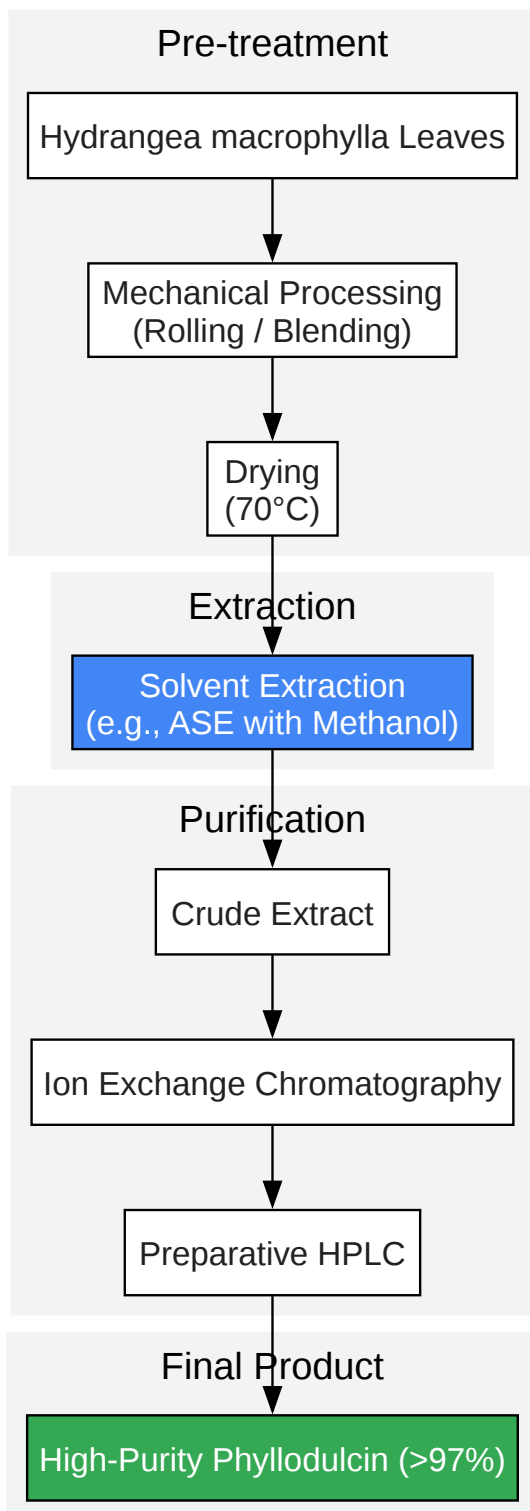 Pre-treatment
Hydrangea macrophylla Leaves
Mechanical Processing
(Rolling / Blending)
Drying
(70°C)
Extraction
Solvent Extraction
(e.g., ASE with Methanol)
Purification
Crude Extract
Ion Exchange Chromatography
Preparative HPLC
Final Product
High-Purity Phyllodulcin (>97%)